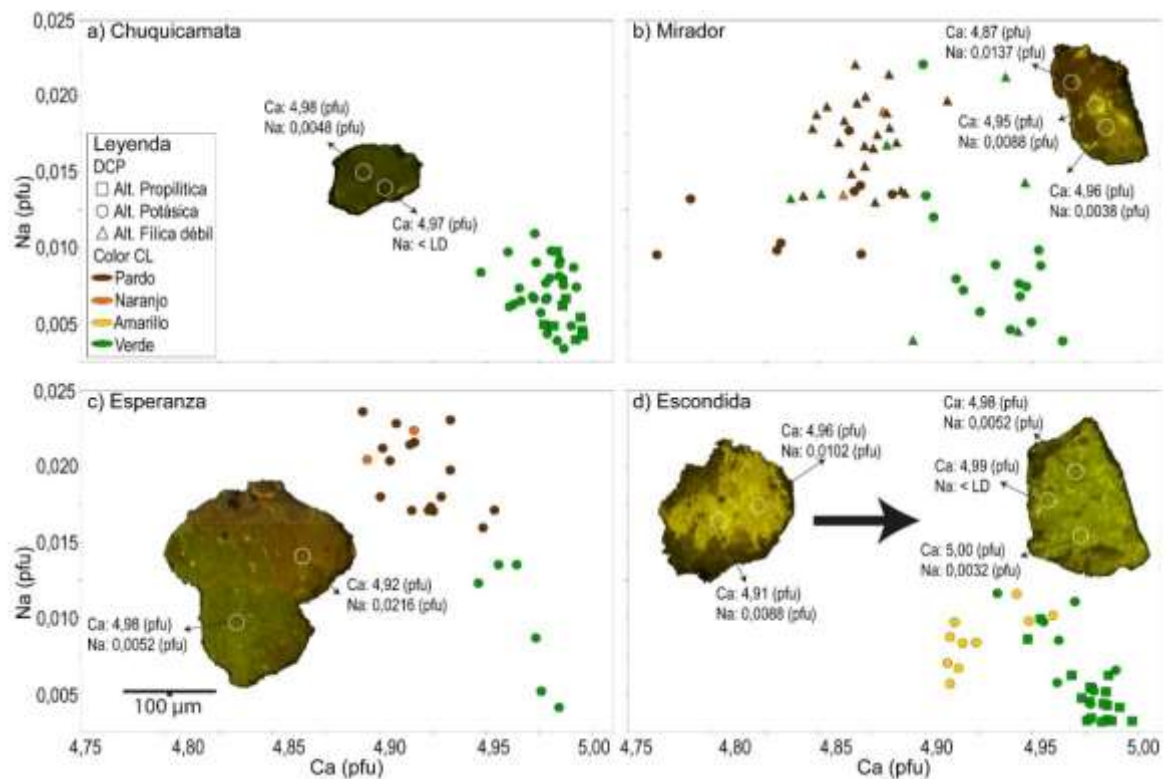 a) Chuquicamata
b) Mirador
0,025
0,020
0,015
0,010
0,005
Na (pfu)
Leyenda
DCP
Alt. Propilítica
Alt. Potásica
Alt. Fílica débil
Color CL
Pardo
Naranjo
Amarillo
Verde
Ca: 4,98 (pfu)
Na: 0,0048 (pfu)
Ca: 4,97 (pfu)
Na: < LD
Ca: 4,87 (pfu)
Na: 0,0137 (pfu)
Ca: 4,95 (pfu)
Na: 0,0088 (pfu)
Ca: 4,96 (pfu)
Na: 0,0038 (pfu)
c) Esperanza
d) Escondida
0,025
0,020
0,015
0,010
0,005
Na (pfu)
Ca: 4,92 (pfu)
Na: 0,0216 (pfu)
Ca: 4,98 (pfu)
Na: 0,0052 (pfu)
100 µm
Ca: 4,96 (pfu)
Na: 0,0102 (pfu)
Ca: 4,91 (pfu)
Na: 0,0088 (pfu)
Ca: 4,98 (pfu)
Na: 0,0052 (pfu)
Ca: 4,99 (pfu)
Na: < LD
Ca: 5,00 (pfu)
Na: 0,0032 (pfu)
4,75 4,80 4,85 4,90 4,95 5,00
4,80 4,85 4,90 4,95 5,00
Ca (pfu)
Ca (pfu)